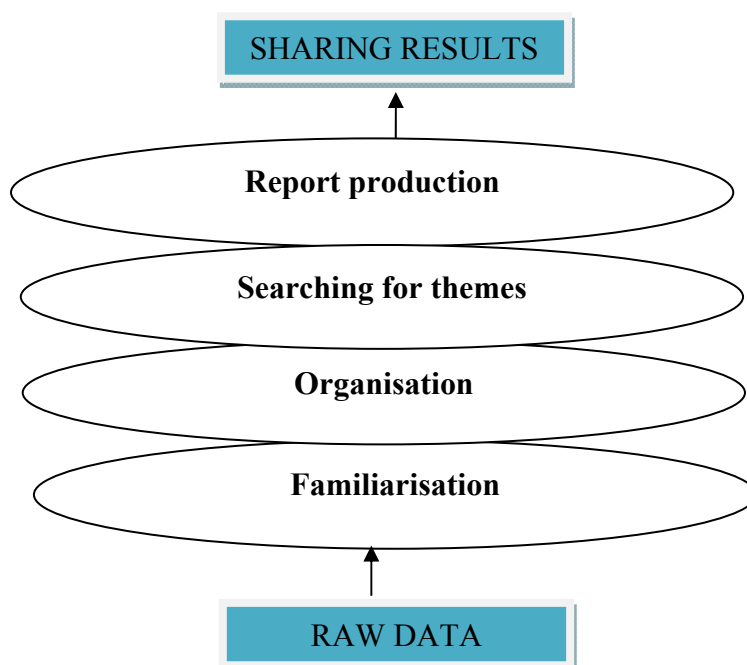 SHARING RESULTS
Report production
Searching for themes
Organisation
Familiarisation
RAW DATA